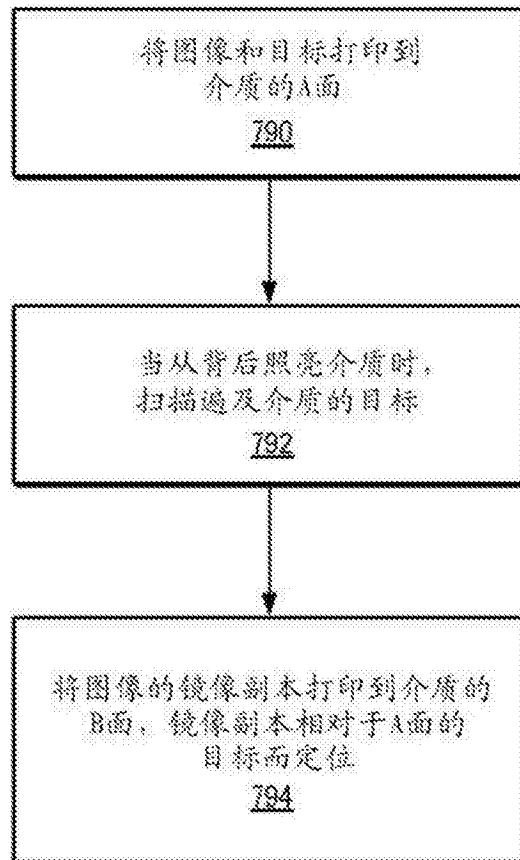 将图像和目标打印到
介质的A面
790
当从背后照亮介质时，
扫描遍及介质的目标
792
将图像的镜像副本打印到介质的
B面，镜像副本相对于A面的
目标而定位
794